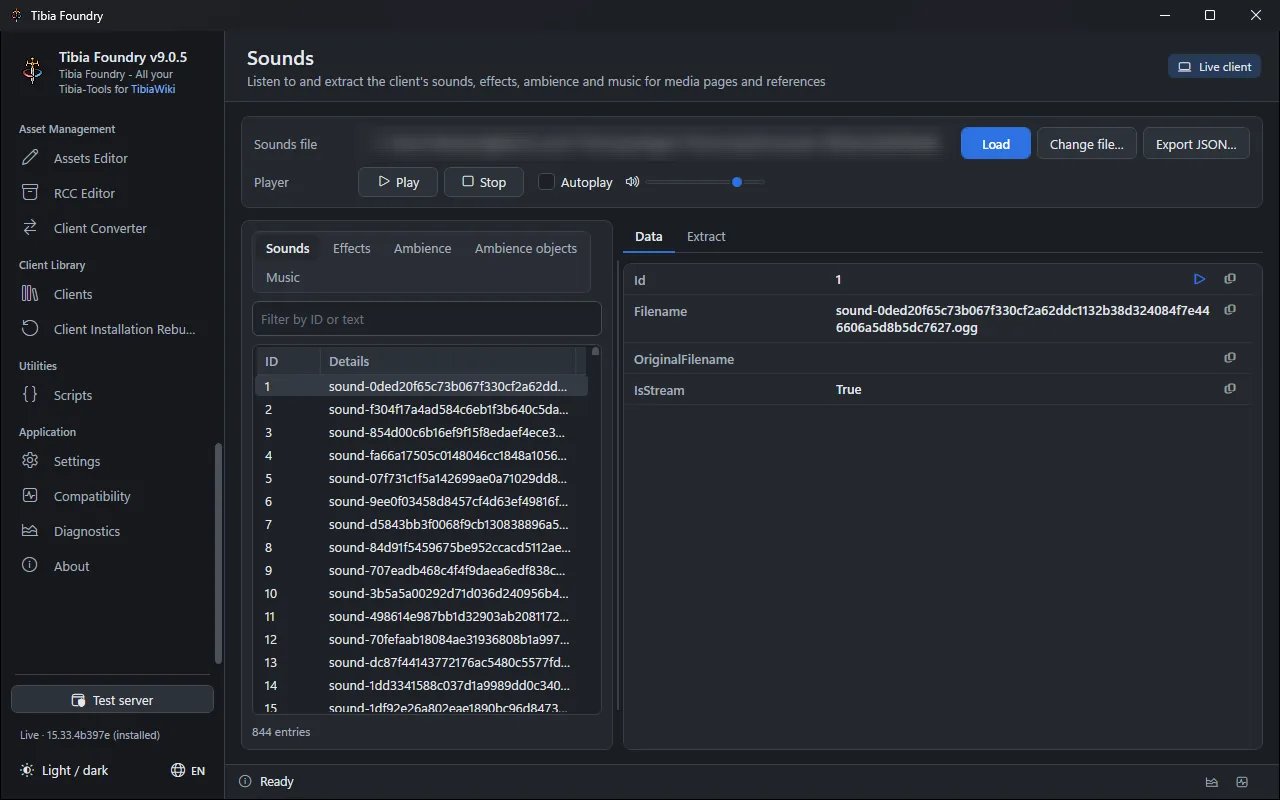 Tibia Foundry
Tibia Foundry v9.0.5
Tibia Foundry - All your
Tibia-Tools for TibiaWiki
Asset Management
Assets Editor
RCC Editor
Client Converter
Client Library
Clients
Client Installation Rebu...
Utilities
Scripts
Application
Settings
Compatibility
Diagnostics
About
Test server
Live · 15.33.4b397e (installed)
Light / dark
EN
Sounds
Listen to and extract the client's sounds, effects, ambience and music for media pages and references
Live client
Sounds file
Load
Change file...
Export JSON...
Player
Play
Stop
Autoplay
Sounds
Effects
Ambience
Ambience objects
Music
Filter by ID or text
ID Details
1 sound-0ded20f65c73b067f330cf2a62dd...
2 sound-f304f17a4ad584c6eb1f3b640c5da...
3 sound-854d00c6b16ef9f15f8edaef4ece3...
4 sound-fa66a17505c0148046cc1848a1056...
5 sound-07f731c1f5a142699ae0a71029dd8...
6 sound-9ee0f03458d8457cf4d63ef49816f...
7 sound-d5843bb3f0068f9cb130838896a5...
8 sound-84d91f5459675be952ccacd5112ae...
9 sound-707eadb468c4f4f9daea6edf838c...
10 sound-3b5a5a00292d71d036d240956b4...
11 sound-498614e987bb1d32903ab2081172...
12 sound-70fefaab18084ae31936808b1a997...
13 sound-dc87f44143772176ac5480c5577fd...
14 sound-1dd3341588c037d1a9989dd0c340...
15 sound-1df92e26a802eae1890bc96d8473...
844 entries
Data
Extract
Id 1
Filename sound-0ded20f65c73b067f330cf2a62ddc1132b38d324084f7e44
6606a5d8b5dc7627.ogg
OriginalFilename
IsStream True
Ready